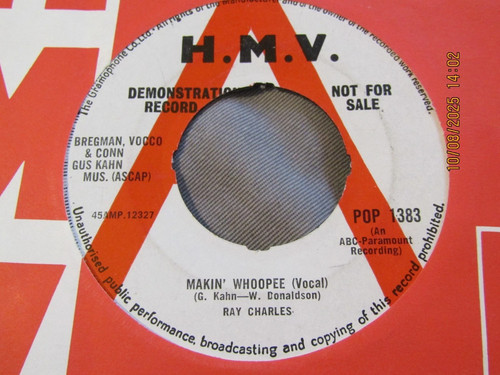 The Gramophone Co. Ltd. All rights of the manufacturer and of the owner of the recorded work reserved.
H.M.V.
DEMONSTRATION
RECORD
NOT FOR
SALE
BREGMAN, VOCCO
& CONN
GUS KAHN
MUS. (ASCAP)
45AMP.12327
POP 1383
(An
ABC-Paramount
Recording)
MAKIN' WHOOPEE (Vocal)
(G. Kahn—W. Donaldson)
RAY CHARLES
Unauthorised public performance, broadcasting and copying of this record prohibited.
10/08/2025 14:02